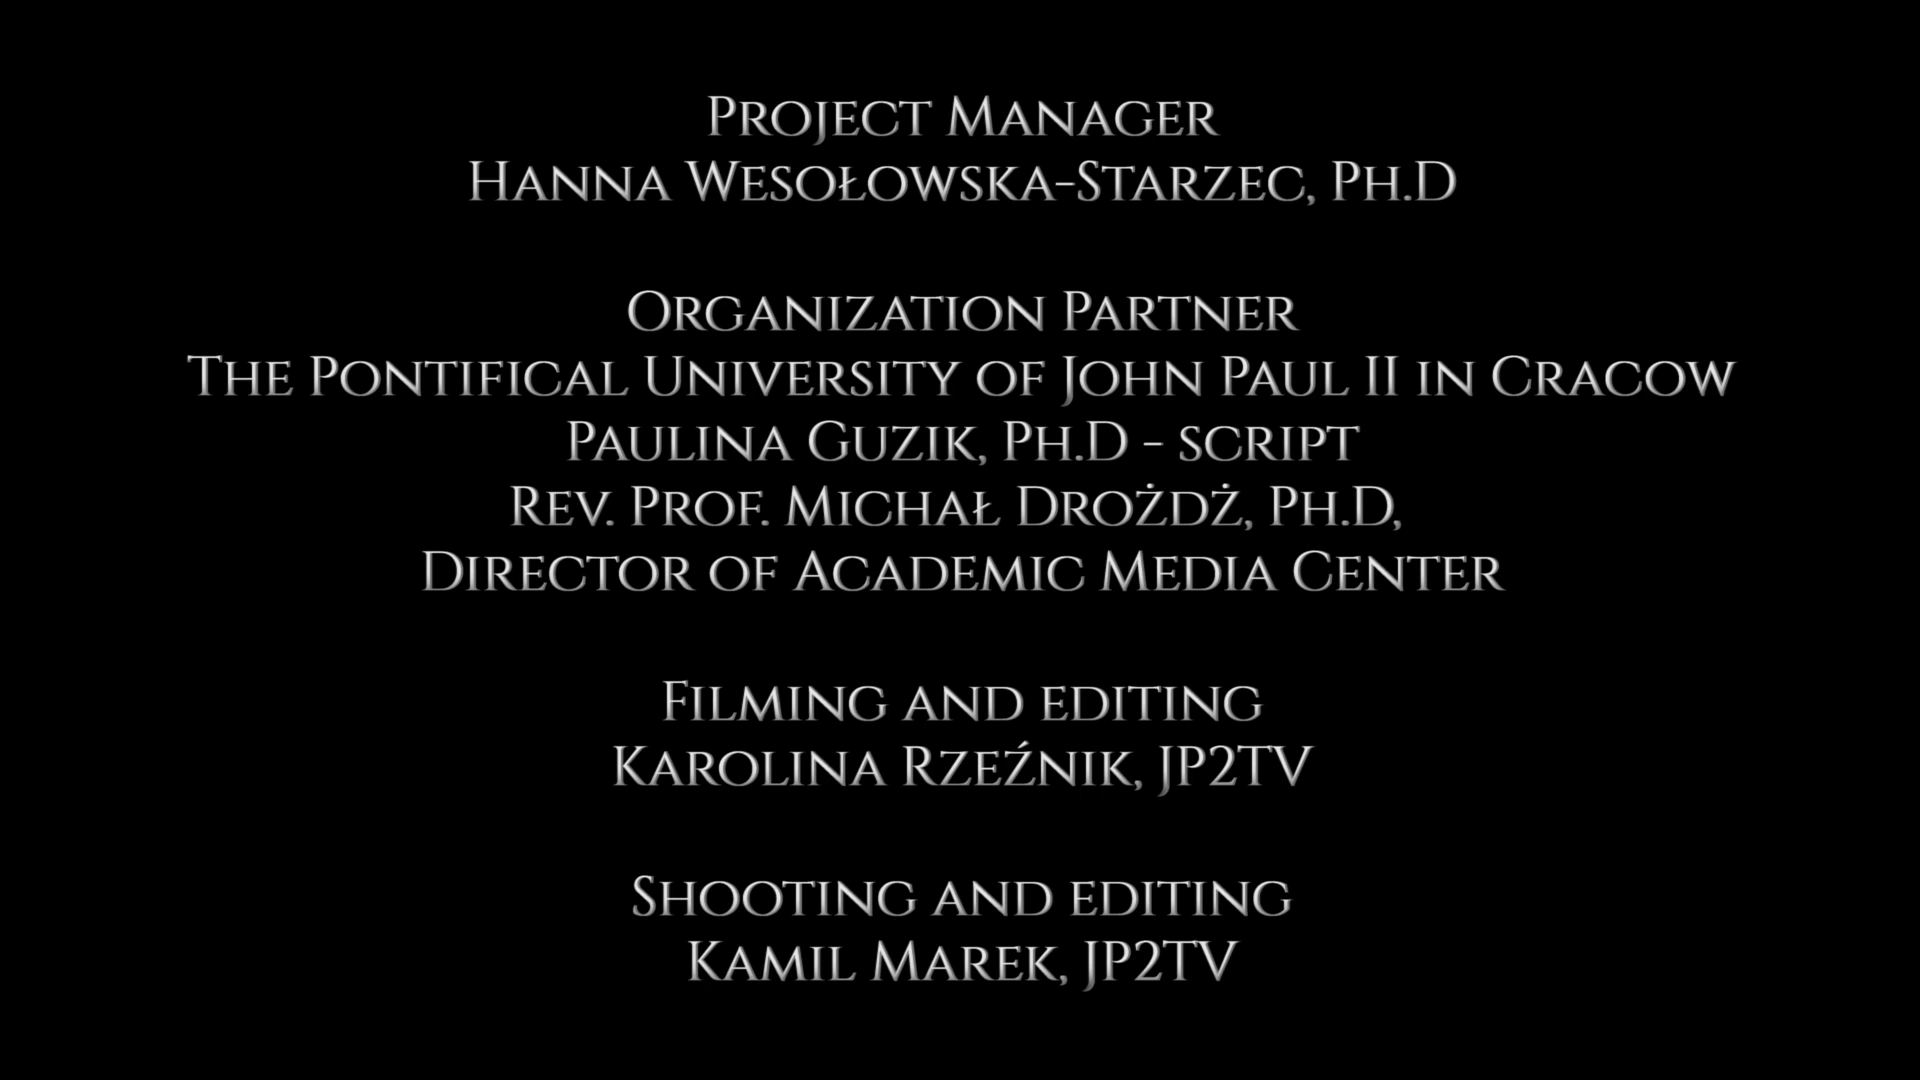 Project Manager
Hanna Wesołowska-Starzec, Ph.D
Organization Partner
The Pontifical University of John Paul II in Cracow
Paulina Guzik, Ph.D - script
Rev. Prof. Michał Drożdż, Ph.D,
Director of Academic Media Center
Filming and editing
Karolina Rzeźnik, JP2TV
Shooting and editing
Kamil Marek, JP2TV